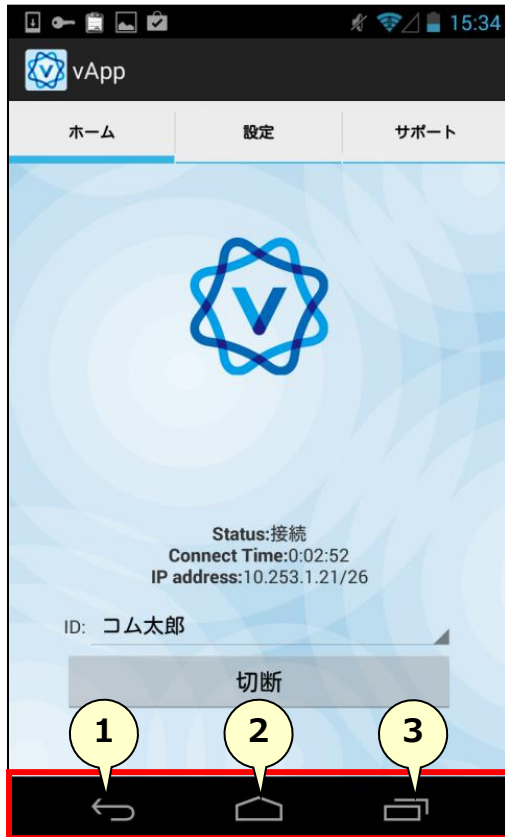 15:34
vApp
ホーム 設定 サポート
V
Status:接続
Connect Time:0:02:52
IP address:10.253.1.21/26
ID: コム太郎
切断
1 2 3